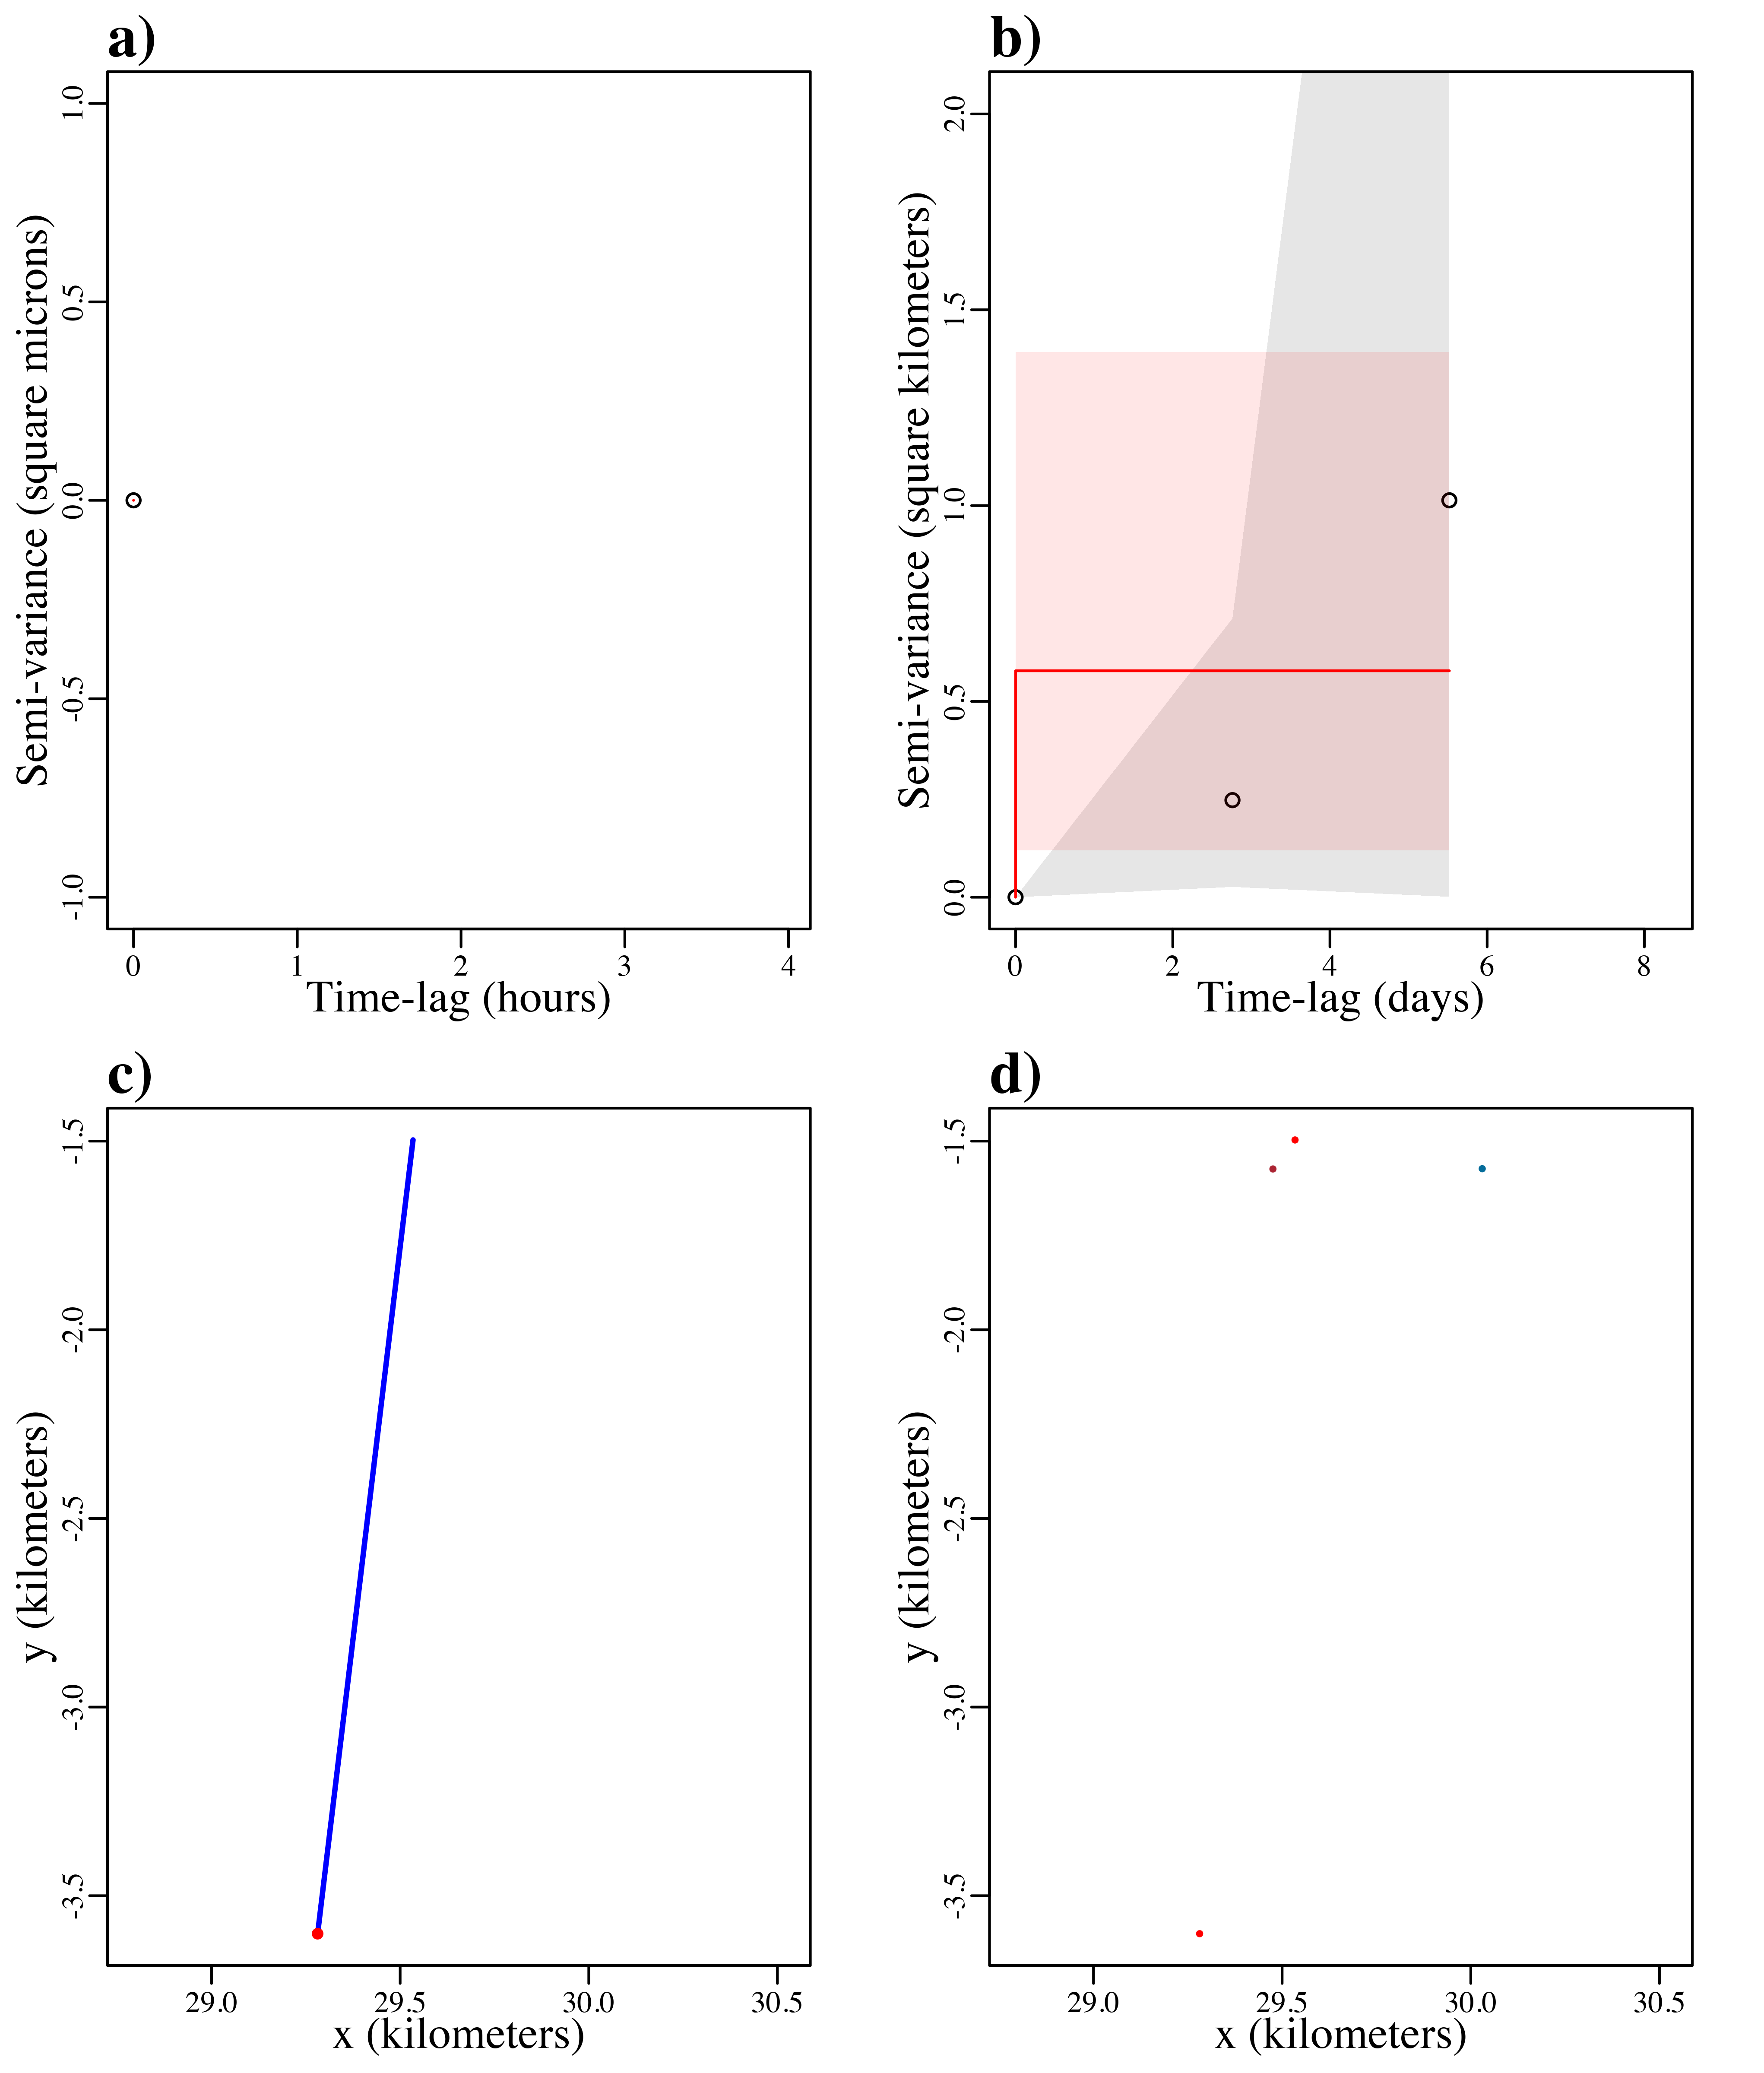 a)
Semi-variance (square microns)
1.0
0.5
0.0
-0.5
-1.0
0 1 2 3 4
Time-lag (hours)
b)
Semi-variance (square kilometers)
2.0
1.5
1.0
0.5
0.0
0 2 4 6 8
Time-lag (days)
c)
y (kilometers)
-1.5
-2.0
-2.5
-3.0
-3.5
29.0 29.5 30.0 30.5
x (kilometers)
d)
y (kilometers)
-1.5
-2.0
-2.5
-3.0
-3.5
29.0 29.5 30.0 30.5
x (kilometers)